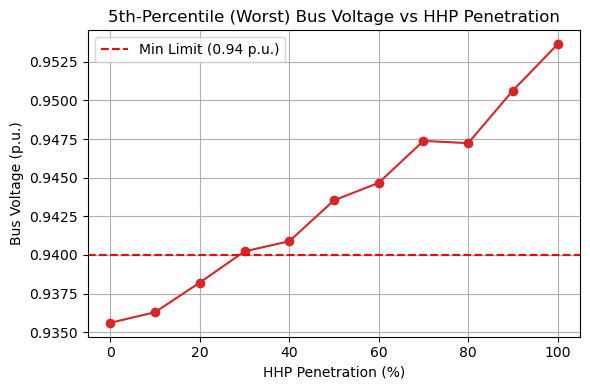 5th-Percentile (Worst) Bus Voltage vs HHP Penetration
Min Limit (0.94 p.u.)
Bus Voltage (p.u.)
0.9525
0.9500
0.9475
0.9450
0.9425
0.9400
0.9375
0.9350
0 20 40 60 80 100
HHP Penetration (%)